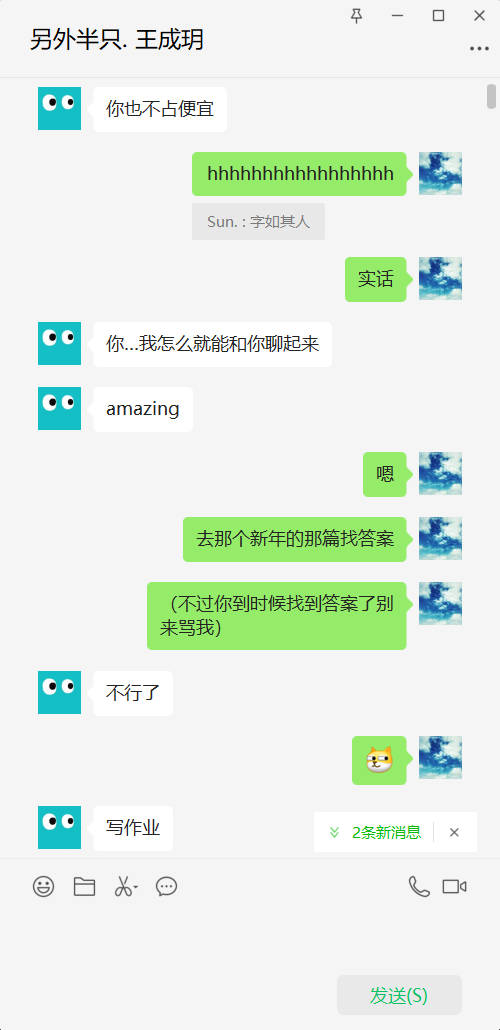 另外半只. 王成玥
你也不占便宜
hhhhhhhhhhhhhhhhh
Sun. : 字如其人
实话
你...我怎么就能和你聊起来
amazing
嗯
去那个新年的那篇找答案
（不过你到时候找到答案了别
来骂我）
不行了
写作业
2条新消息
发送(S)